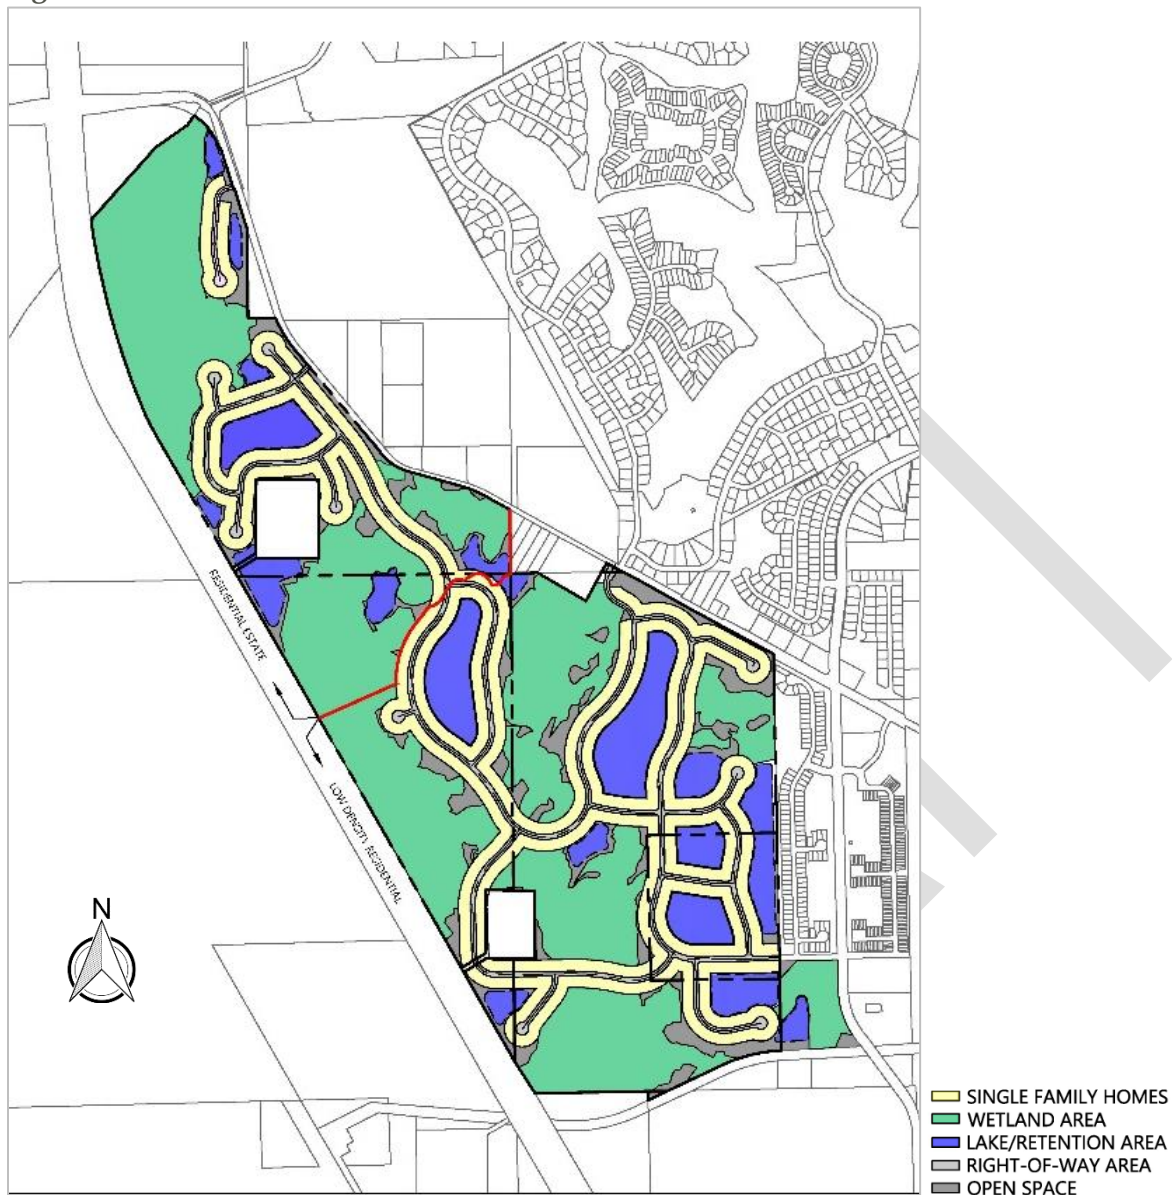 RESIDENTIAL ESTATE
LOW DENSITY RESIDENTIAL
N
SINGLE FAMILY HOMES
WETLAND AREA
LAKE/RETENTION AREA
RIGHT-OF-WAY AREA
OPEN SPACE